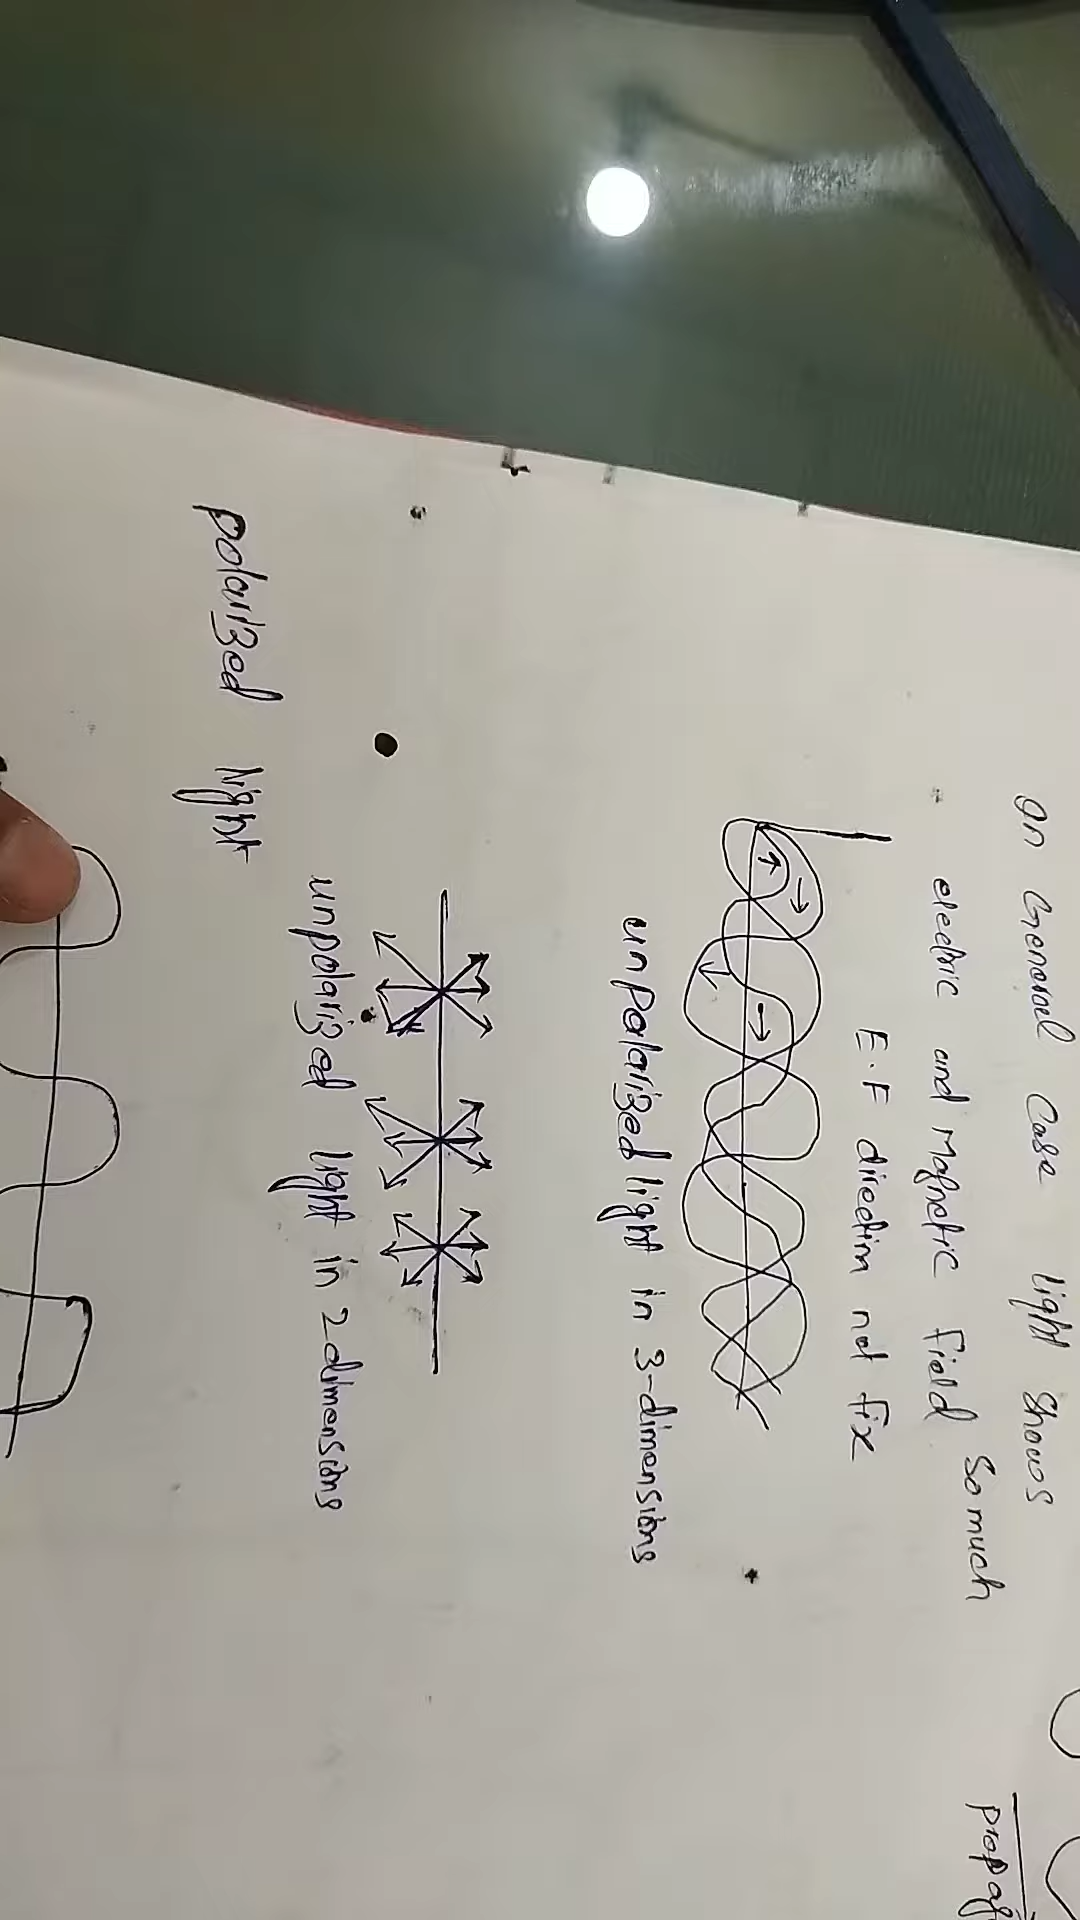 In General Case light shows
So much
electric and Magnetic field
E.F direction not fix
unpolarized light in 3-dimensions
unpolarized light in 2 dimensions
polarized light